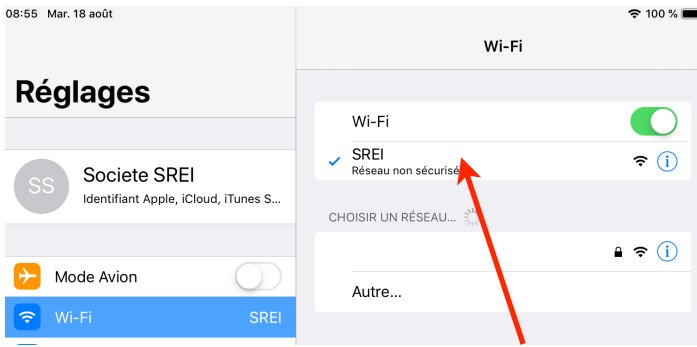 08:55 Mar. 18 août
100 %
Wi-Fi
Réglages
SS
Societe SREI
Identifiant Apple, iCloud, iTunes S...
Mode Avion
Wi-Fi SREI
Wi-Fi
SREI
Réseau non sécurisé
CHOISIR UN RÉSEAU...
Autre...